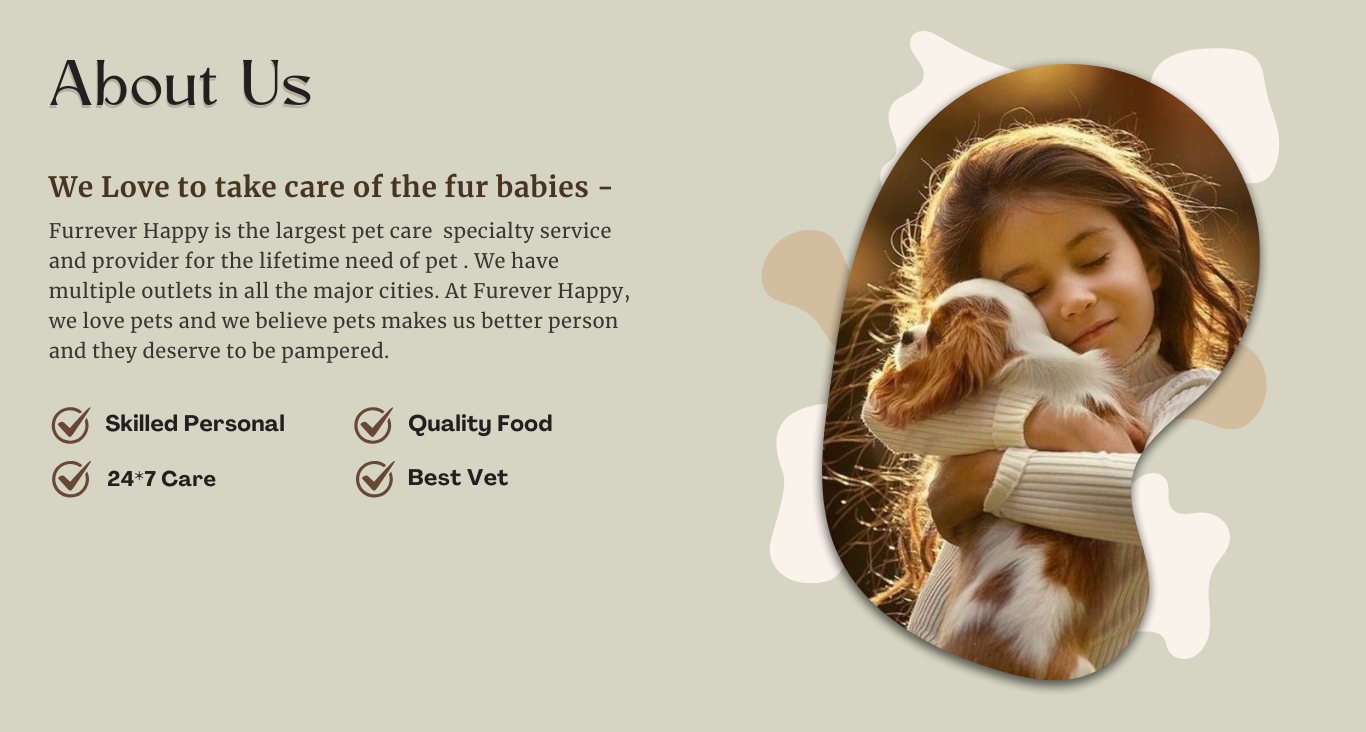 About Us
We Love to take care of the fur babies -
Furrever Happy is the largest pet care  specialty service
and provider for the lifetime need of pet . We have
multiple outlets in all the major cities. At Furever Happy,
we love pets and we believe pets makes us better person
and they deserve to be pampered.
Skilled Personal
Quality Food
24*7 Care
Best Vet